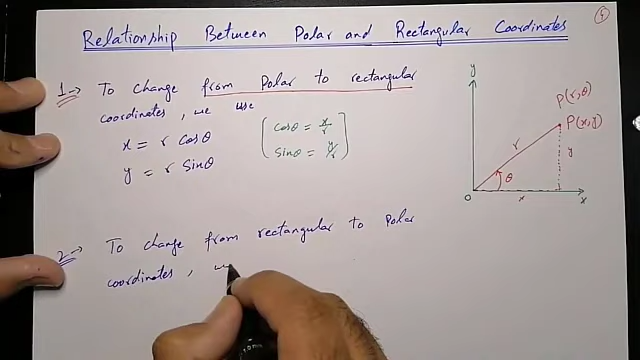 Relationship Between Polar and Rectangular Coordinates
1→ To change from Polar to rectangular
coordinates, we use
x = r cosθ
y = r sinθ
cosθ = x/r
sinθ = y/r
2→ To change from rectangular to Polar
coordinates, w
y
P(r,θ)
P(x,y)
r
y
θ
O
x
x